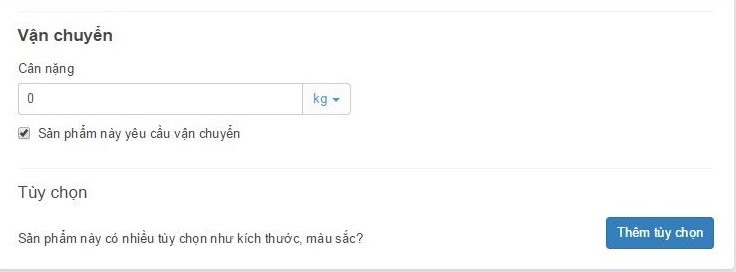 Vận chuyển
Cân nặng
0 kg
Sản phẩm này yêu cầu vận chuyển
Tùy chọn
Sản phẩm này có nhiều tùy chọn như kích thước, màu sắc? Thêm tùy chọn